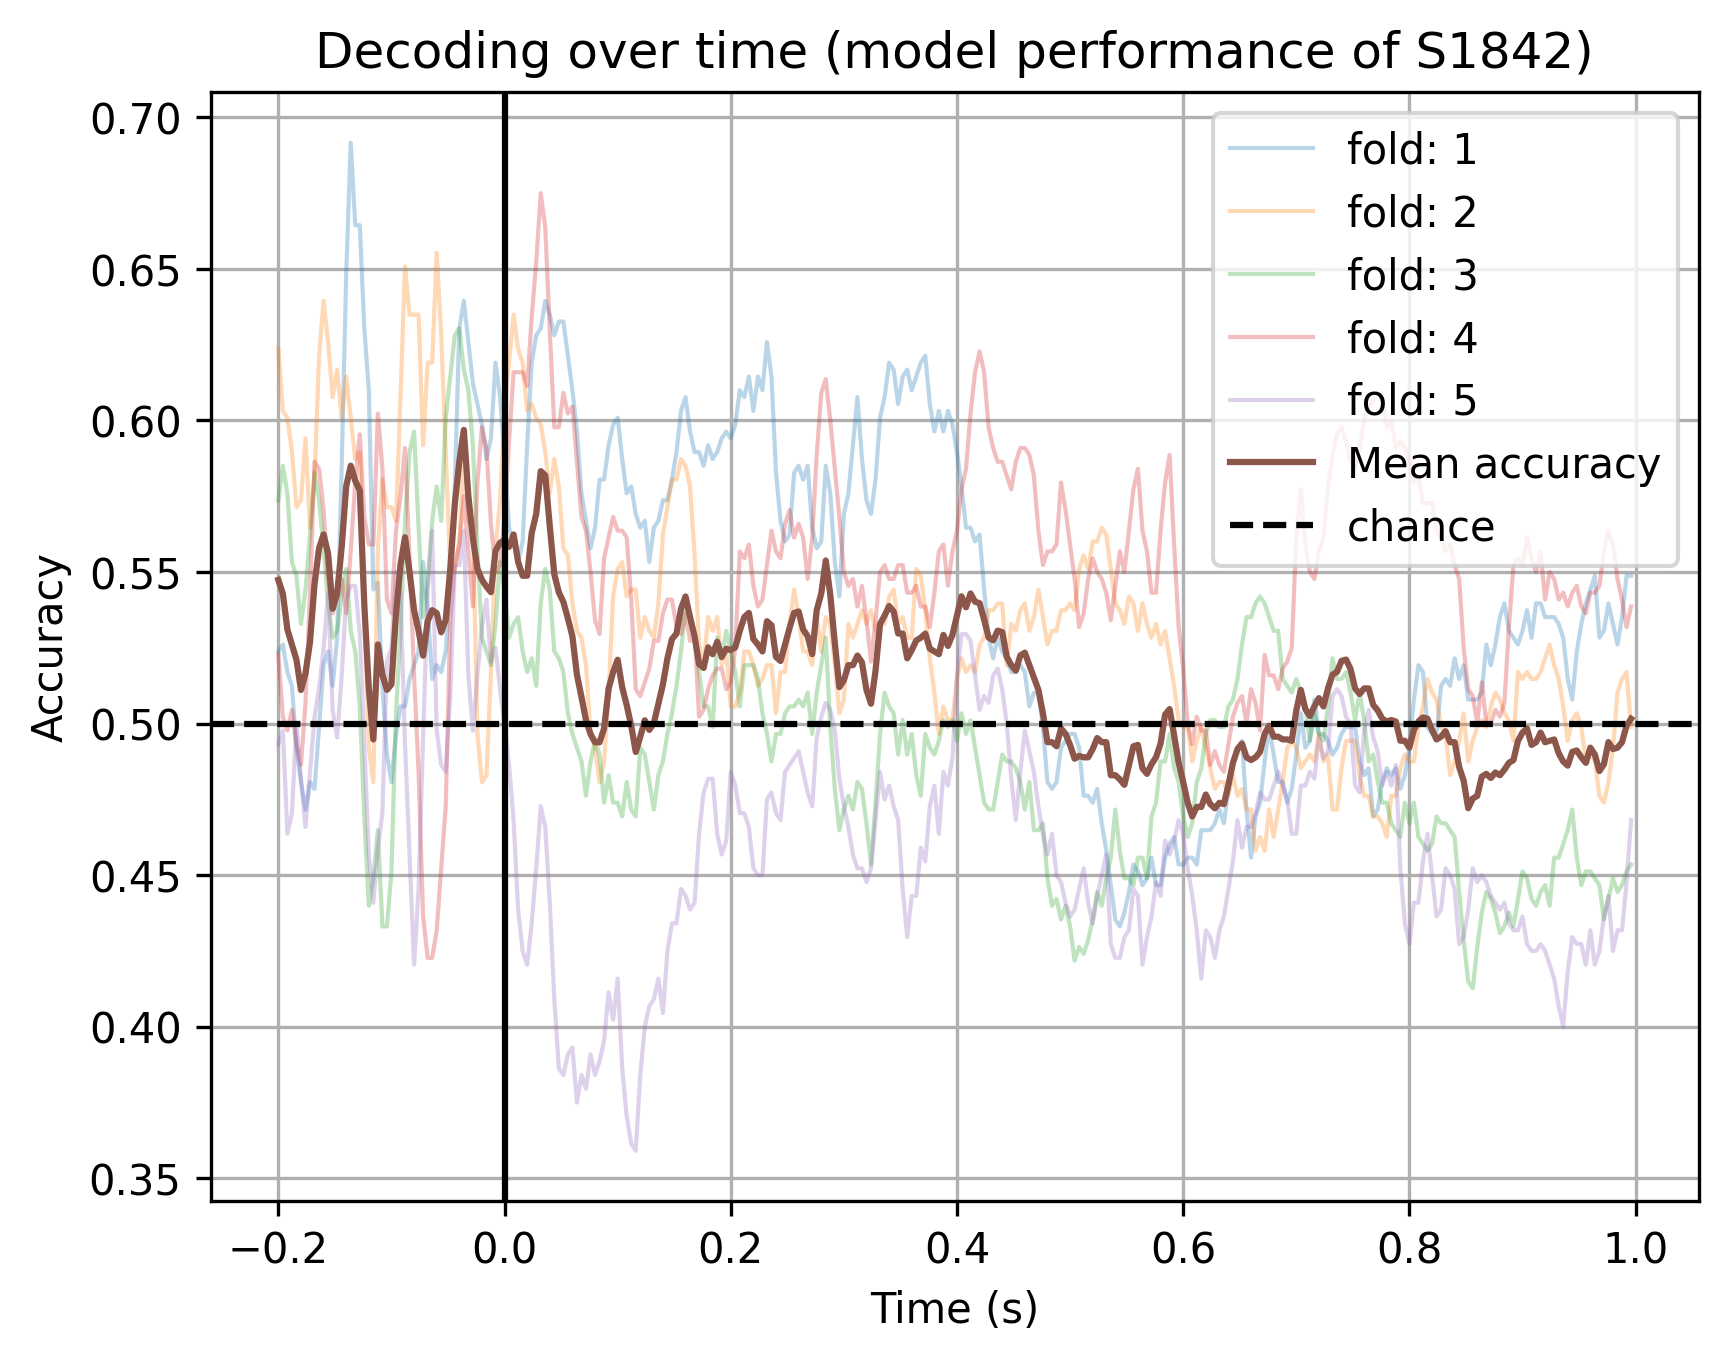 Decoding over time (model performance of S1842)
Accuracy
0.70
0.65
0.60
0.55
0.50
0.45
0.40
0.35
fold: 1
fold: 2
fold: 3
fold: 4
fold: 5
Mean accuracy
chance
−0.2
0.0
0.2
0.4
0.6
0.8
1.0
Time (s)